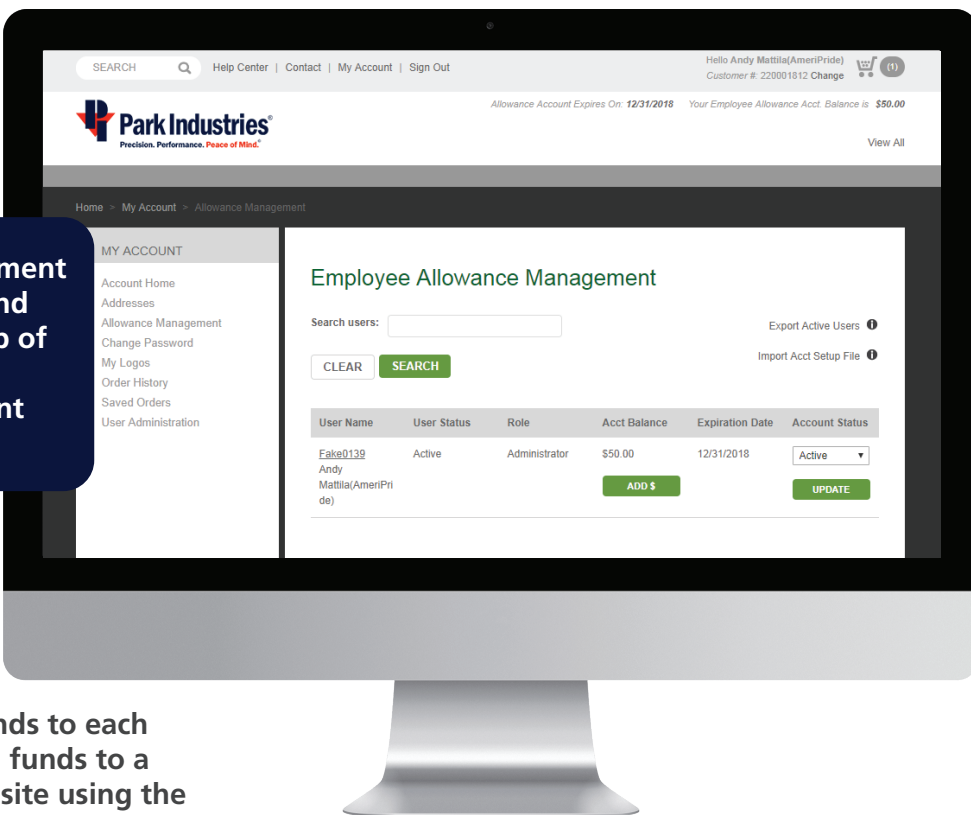 SEARCH Help Center | Contact | My Account | Sign Out
Hello Andy Mattila(AmeriPride)
Customer #: 220001812 Change
(1)
Allowance Account Expires On: 12/31/2018 Your Employee Allowance Acct. Balance is $50.00
Park Industries®
Precision. Performance. Peace of Mind.®
View All
Home > My Account > Allowance Management
ment
nd
of
nt
MY ACCOUNT
Account Home
Addresses
Allowance Management
Change Password
My Logos
Order History
Saved Orders
User Administration
Employee Allowance Management
Search users:
Export Active Users
CLEAR SEARCH
Import Acct Setup File
User Name User Status Role Acct Balance Expiration Date Account Status
Fake0139 Active Administrator $50.00 12/31/2018 Active
Andy
Mattila(AmeriPri
de)
ADD $ UPDATE
nds to each
funds to a
site using the